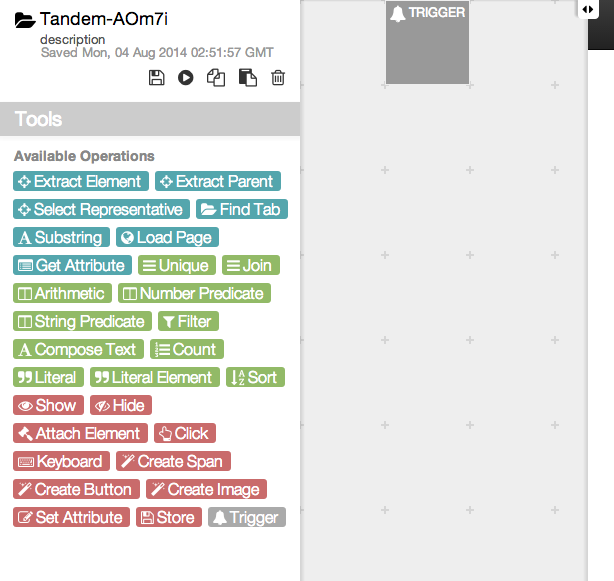 Tandem-AOm7i
description
Saved Mon, 04 Aug 2014 02:51:57 GMT
TRIGGER
Tools
Available Operations
Extract Element Extract Parent
Select Representative Find Tab
Substring Load Page
Get Attribute Unique Join
Arithmetic Number Predicate
String Predicate Filter
Compose Text Count
Literal Literal Element Sort
Show Hide
Attach Element Click
Keyboard Create Span
Create Button Create Image
Set Attribute Store Trigger